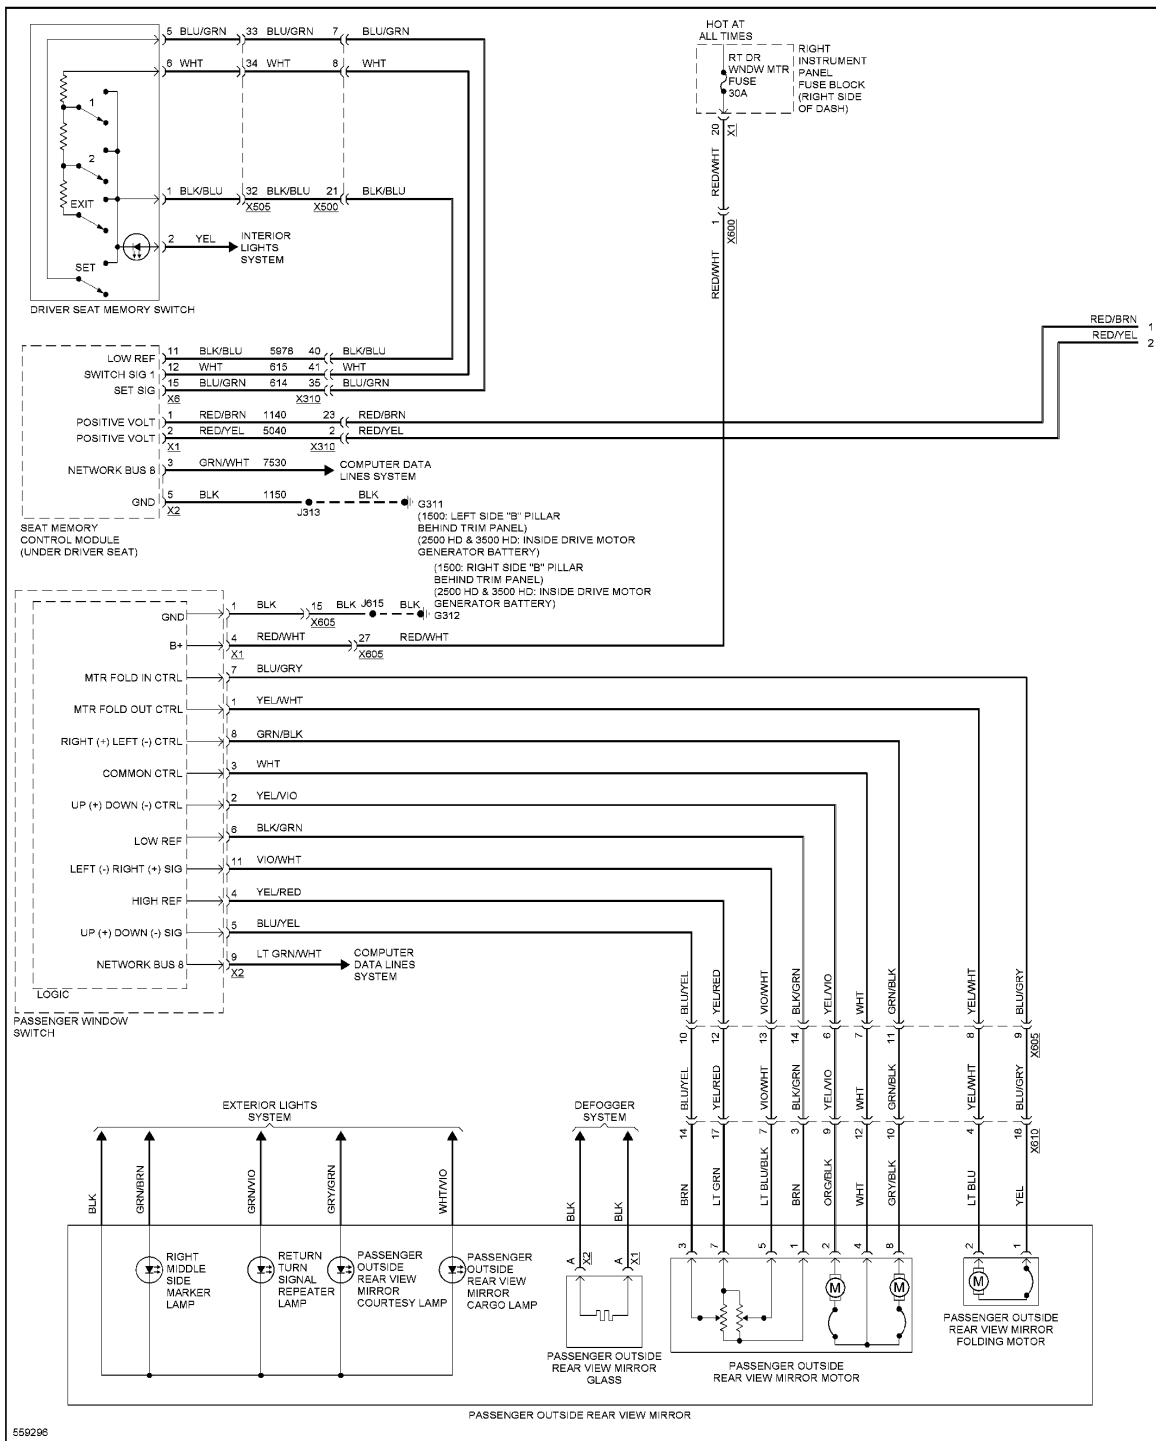 5 BLU/GRN 33 BLU/GRN 7 BLU/GRN
6 WHT 34 WHT 8 WHT
1
2
EXIT
SET
1 BLK/BLU 32 BLK/BLU 21 BLK/BLU
X505 X500
2 YEL
INTERIOR
LIGHTS
SYSTEM
DRIVER SEAT MEMORY SWITCH
HOT AT
ALL TIMES
RT DR
WNDW MTR
FUSE
30A
RIGHT
INSTRUMENT
PANEL
FUSE BLOCK
(RIGHT SIDE
OF DASH)
20 X1
RED/WHT
1 X600
RED/WHT
RED/BRN 1
RED/YEL 2
LOW REF 11 BLK/BLU 5978 40 BLK/BLU
SWITCH SIG 1 12 WHT 615 41 WHT
SET SIG 15 BLU/GRN 614 35 BLU/GRN
X6 X310
POSITIVE VOLT 1 RED/BRN 1140 23 RED/BRN
POSITIVE VOLT 2 RED/YEL 5040 2 RED/YEL
X1 X310
NETWORK BUS 8 3 GRN/WHT 7530
COMPUTER DATA
LINES SYSTEM
GND 5 BLK 1150 BLK
X2 J313
G311
(1500: LEFT SIDE "B" PILLAR
BEHIND TRIM PANEL)
(2500 HD & 3500 HD: INSIDE DRIVE MOTOR
GENERATOR BATTERY)
SEAT MEMORY
CONTROL MODULE
(UNDER DRIVER SEAT)
(1500: RIGHT SIDE "B" PILLAR
BEHIND TRIM PANEL)
(2500 HD & 3500 HD: INSIDE DRIVE MOTOR
GENERATOR BATTERY)
G312
GND 1 BLK 15 BLK J615 BLK
X605
B+ 4 RED/WHT 27 RED/WHT
X1 X605
MTR FOLD IN CTRL 7 BLU/GRY
MTR FOLD OUT CTRL 1 YEL/WHT
RIGHT (+) LEFT (-) CTRL 8 GRN/BLK
COMMON CTRL 3 WHT
UP (+) DOWN (-) CTRL 2 YEL/VIO
LOW REF 6 BLK/GRN
LEFT (-) RIGHT (+) SIG 11 VIO/WHT
HIGH REF 4 YEL/RED
UP (+) DOWN (-) SIG 5 BLU/YEL
NETWORK BUS 8 9 LT GRN/WHT
X2
COMPUTER
DATA LINES
SYSTEM
LOGIC
PASSENGER WINDOW
SWITCH
BLU/YEL YEL/RED VIO/WHT BLK/GRN YEL/VIO WHT GRN/BLK YEL/WHT BLU/GRY
10 12 13 14 6 7 11 8 9 X605
BLU/YEL YEL/RED VIO/WHT BLK/GRN YEL/VIO WHT GRN/BLK YEL/WHT BLU/GRY
14 17 7 3 9 12 10 4 18 X610
BRN LT GRN LT BLU/BLK BRN ORG/BLK WHT GRY/BLK LT BLU YEL
3 7 5 1 2 4 8 2 1
EXTERIOR LIGHTS
SYSTEM
BLK GRN/BRN GRN/VIO GRY/GRN WHT/VIO
DEFOGGER
SYSTEM
BLK BLK
A X2 A X1
RIGHT
MIDDLE
SIDE
MARKER
LAMP
RETURN
TURN
SIGNAL
REPEATER
LAMP
PASSENGER
OUTSIDE
REAR VIEW
MIRROR
COURTESY LAMP
PASSENGER
OUTSIDE
REAR VIEW
MIRROR
CARGO LAMP
PASSENGER OUTSIDE
REAR VIEW MIRROR
GLASS
M M
PASSENGER OUTSIDE
REAR VIEW MIRROR MOTOR
M
PASSENGER OUTSIDE
REAR VIEW MIRROR
FOLDING MOTOR
PASSENGER OUTSIDE REAR VIEW MIRROR
559296